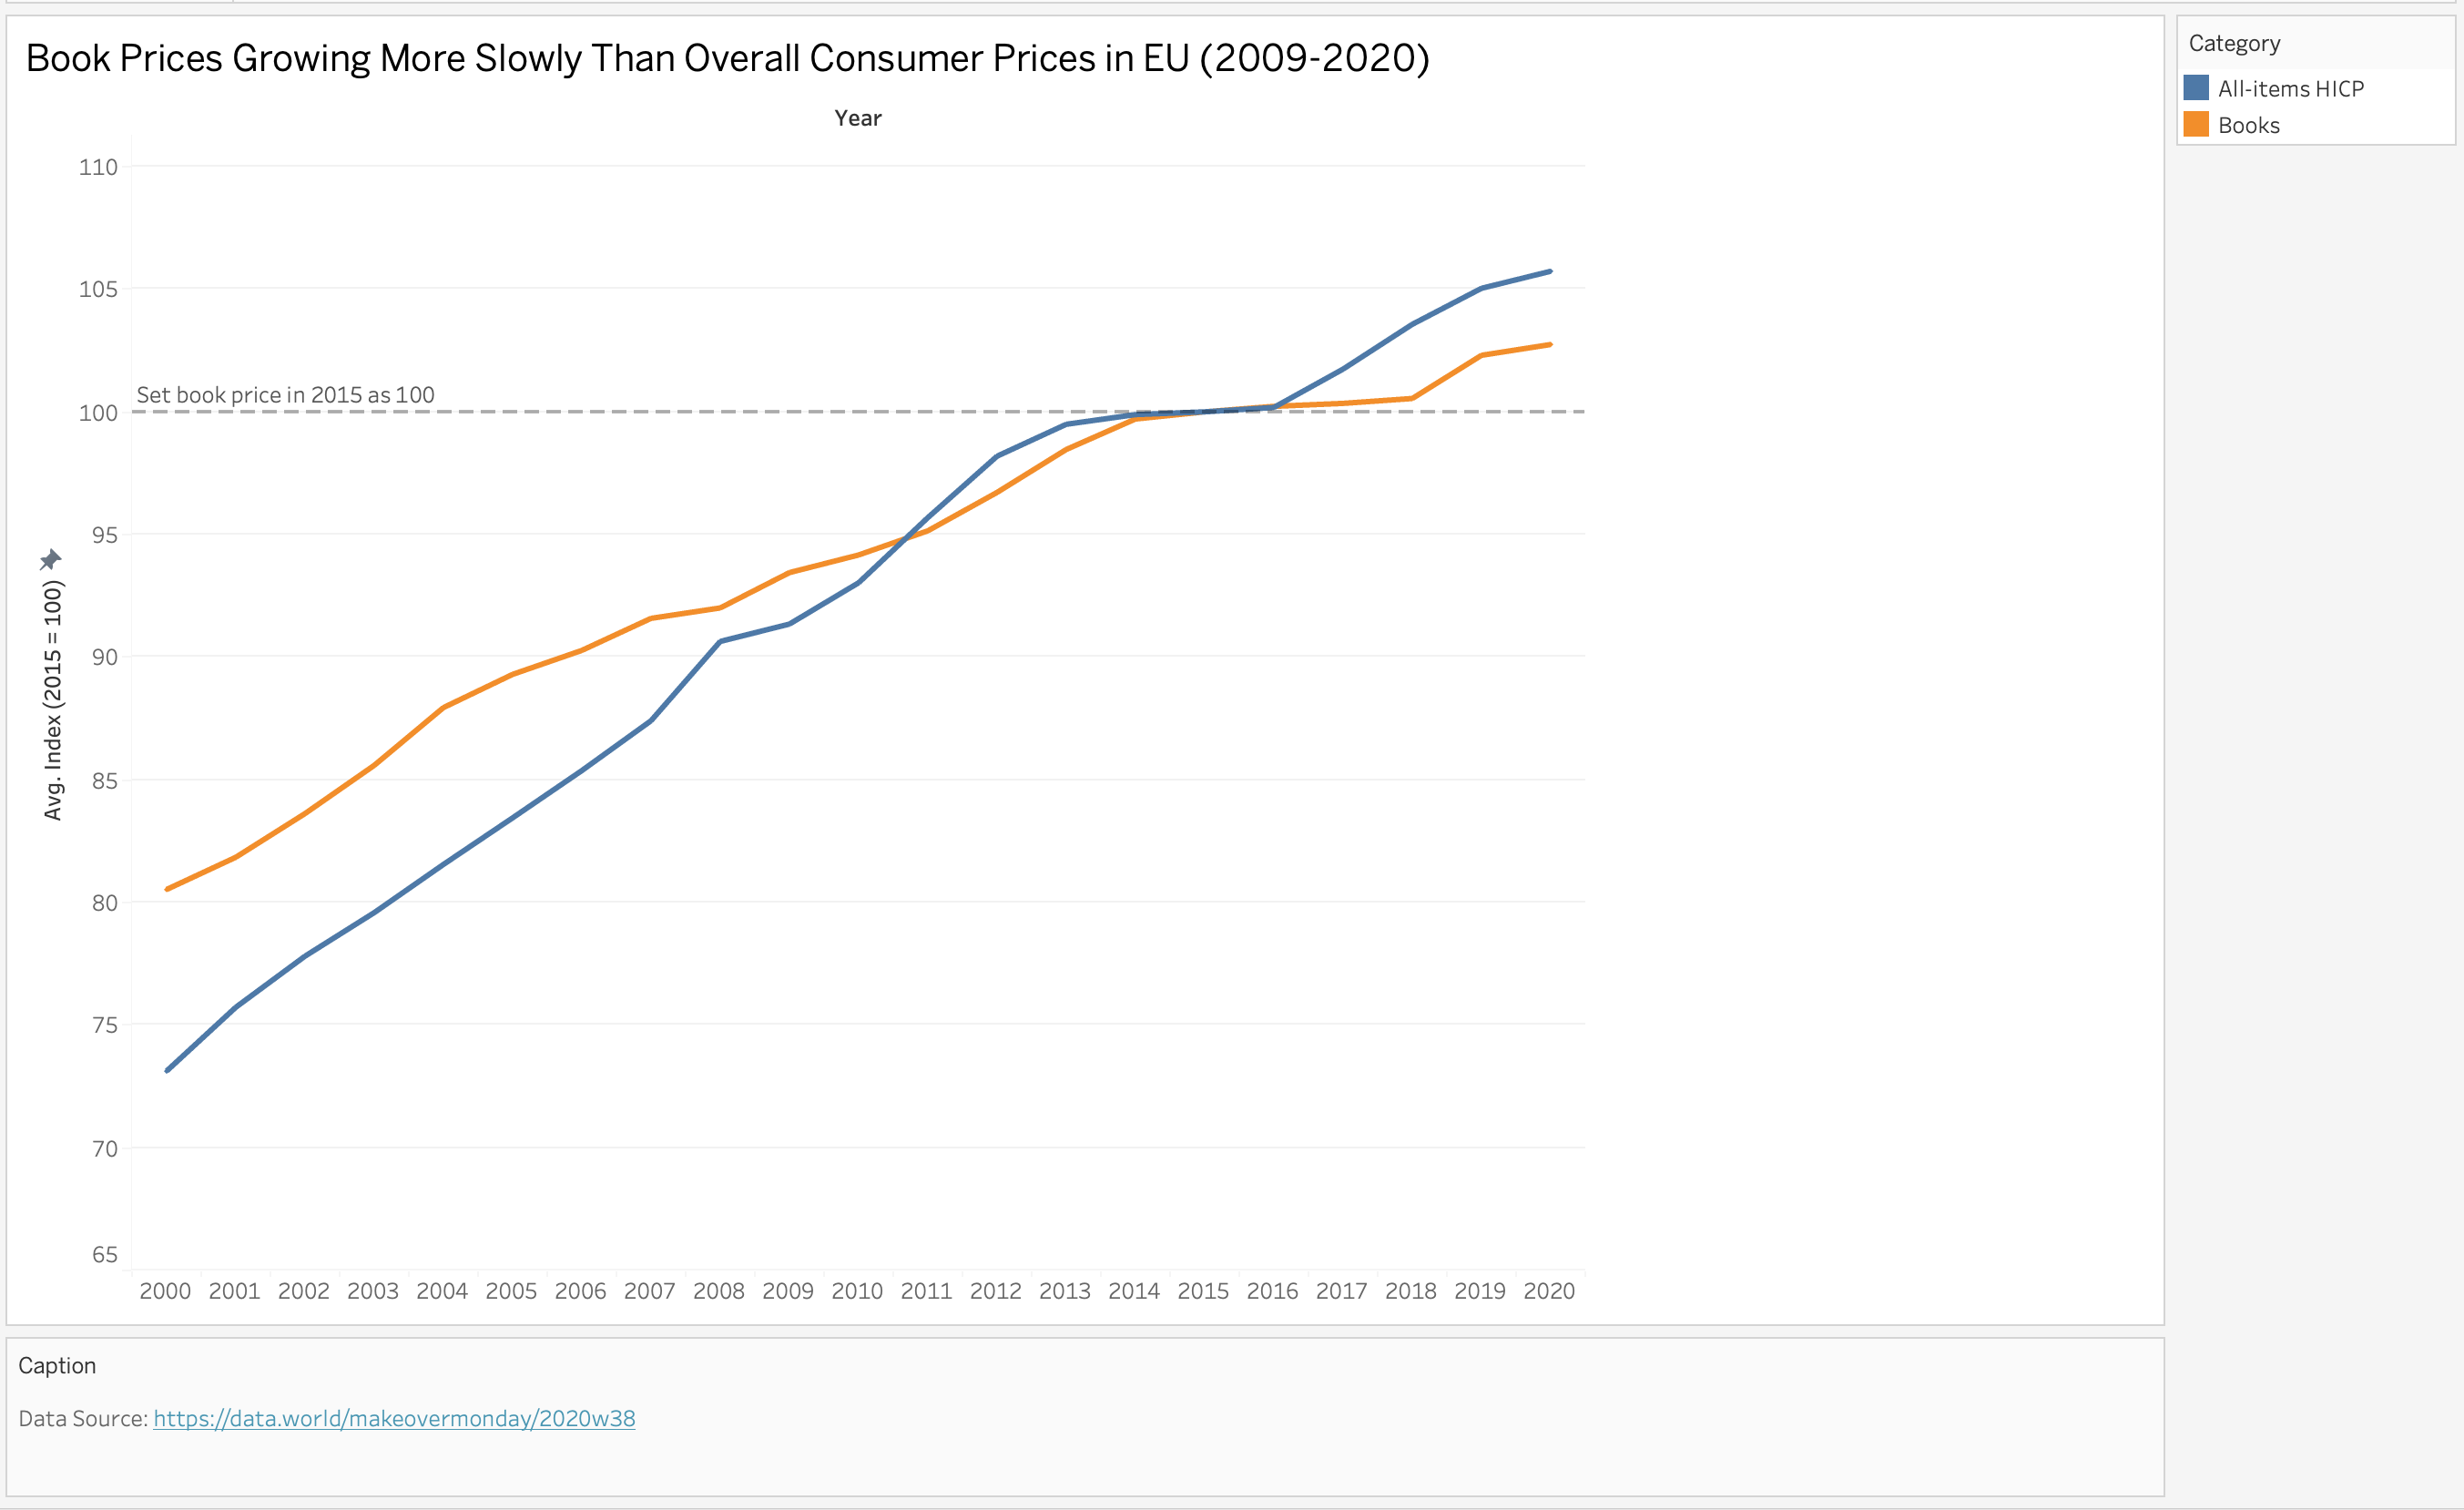 Book Prices Growing More Slowly Than Overall Consumer Prices in EU (2009-2020)
Year
110
105
Set book price in 2015 as 100
100
95
90
85
80
75
70
65
Avg. Index (2015 = 100)
2000 2001 2002 2003 2004 2005 2006 2007 2008 2009 2010 2011 2012 2013 2014 2015 2016 2017 2018 2019 2020
Category
All-items HICP
Books
Caption
Data Source: https://data.world/makeovermonday/2020w38